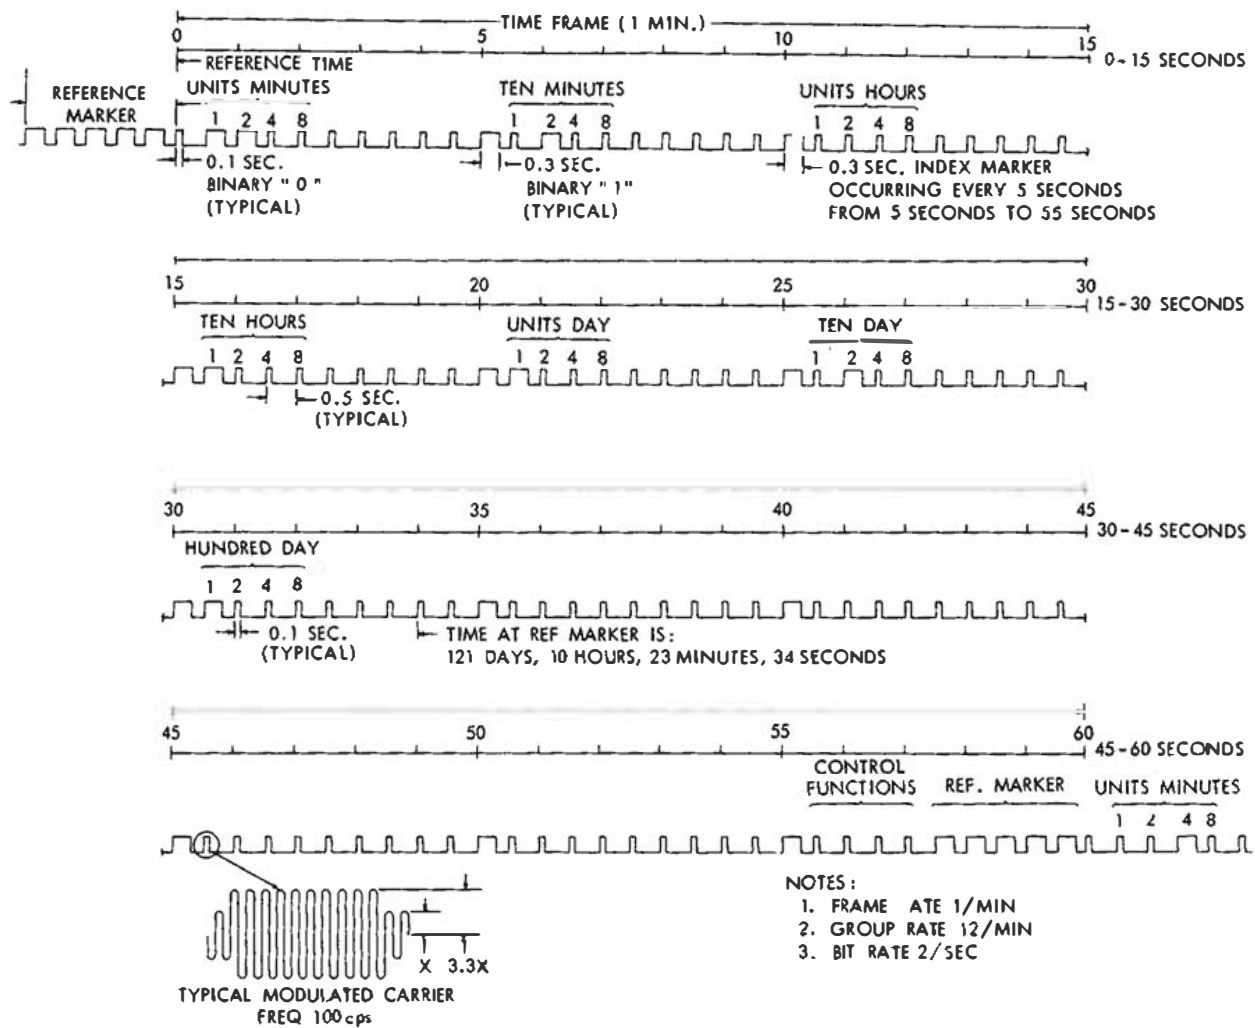 TIME FRAME (1 MIN.)
0 5 10 15
0-15 SECONDS
REFERENCE TIME
REFERENCE MARKER
UNITS MINUTES
TEN MINUTES
UNITS HOURS
1 2 4 8
1 2 4 8
1 2 4 8
0.1 SEC.
BINARY "0"
(TYPICAL)
0.3 SEC.
BINARY "1"
(TYPICAL)
0.3 SEC. INDEX MARKER
OCCURRING EVERY 5 SECONDS
FROM 5 SECONDS TO 55 SECONDS
15 20 25 30
15-30 SECONDS
TEN HOURS
UNITS DAY
TEN DAY
1 2 4 8
1 2 4 8
1 2 4 8
0.5 SEC.
(TYPICAL)
30 35 40 45
30-45 SECONDS
HUNDRED DAY
1 2 4 8
0.1 SEC.
(TYPICAL)
TIME AT REF MARKER IS:
121 DAYS, 10 HOURS, 23 MINUTES, 34 SECONDS
45 50 55 60
45-60 SECONDS
CONTROL
FUNCTIONS
REF. MARKER
UNITS MINUTES
1 2 4 8
X 3.3X
TYPICAL MODULATED CARRIER
FREQ 100 cps
NOTES:
1. FRAME ATE 1/MIN
2. GROUP RATE 12/MIN
3. BIT RATE 2/SEC